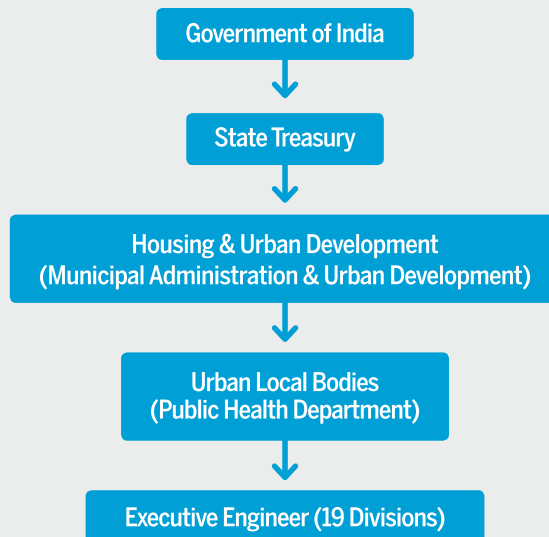 Government of India
State Treasury
Housing & Urban Development
(Municipal Administration & Urban Development)
Urban Local Bodies
(Public Health Department)
Executive Engineer (19 Divisions)